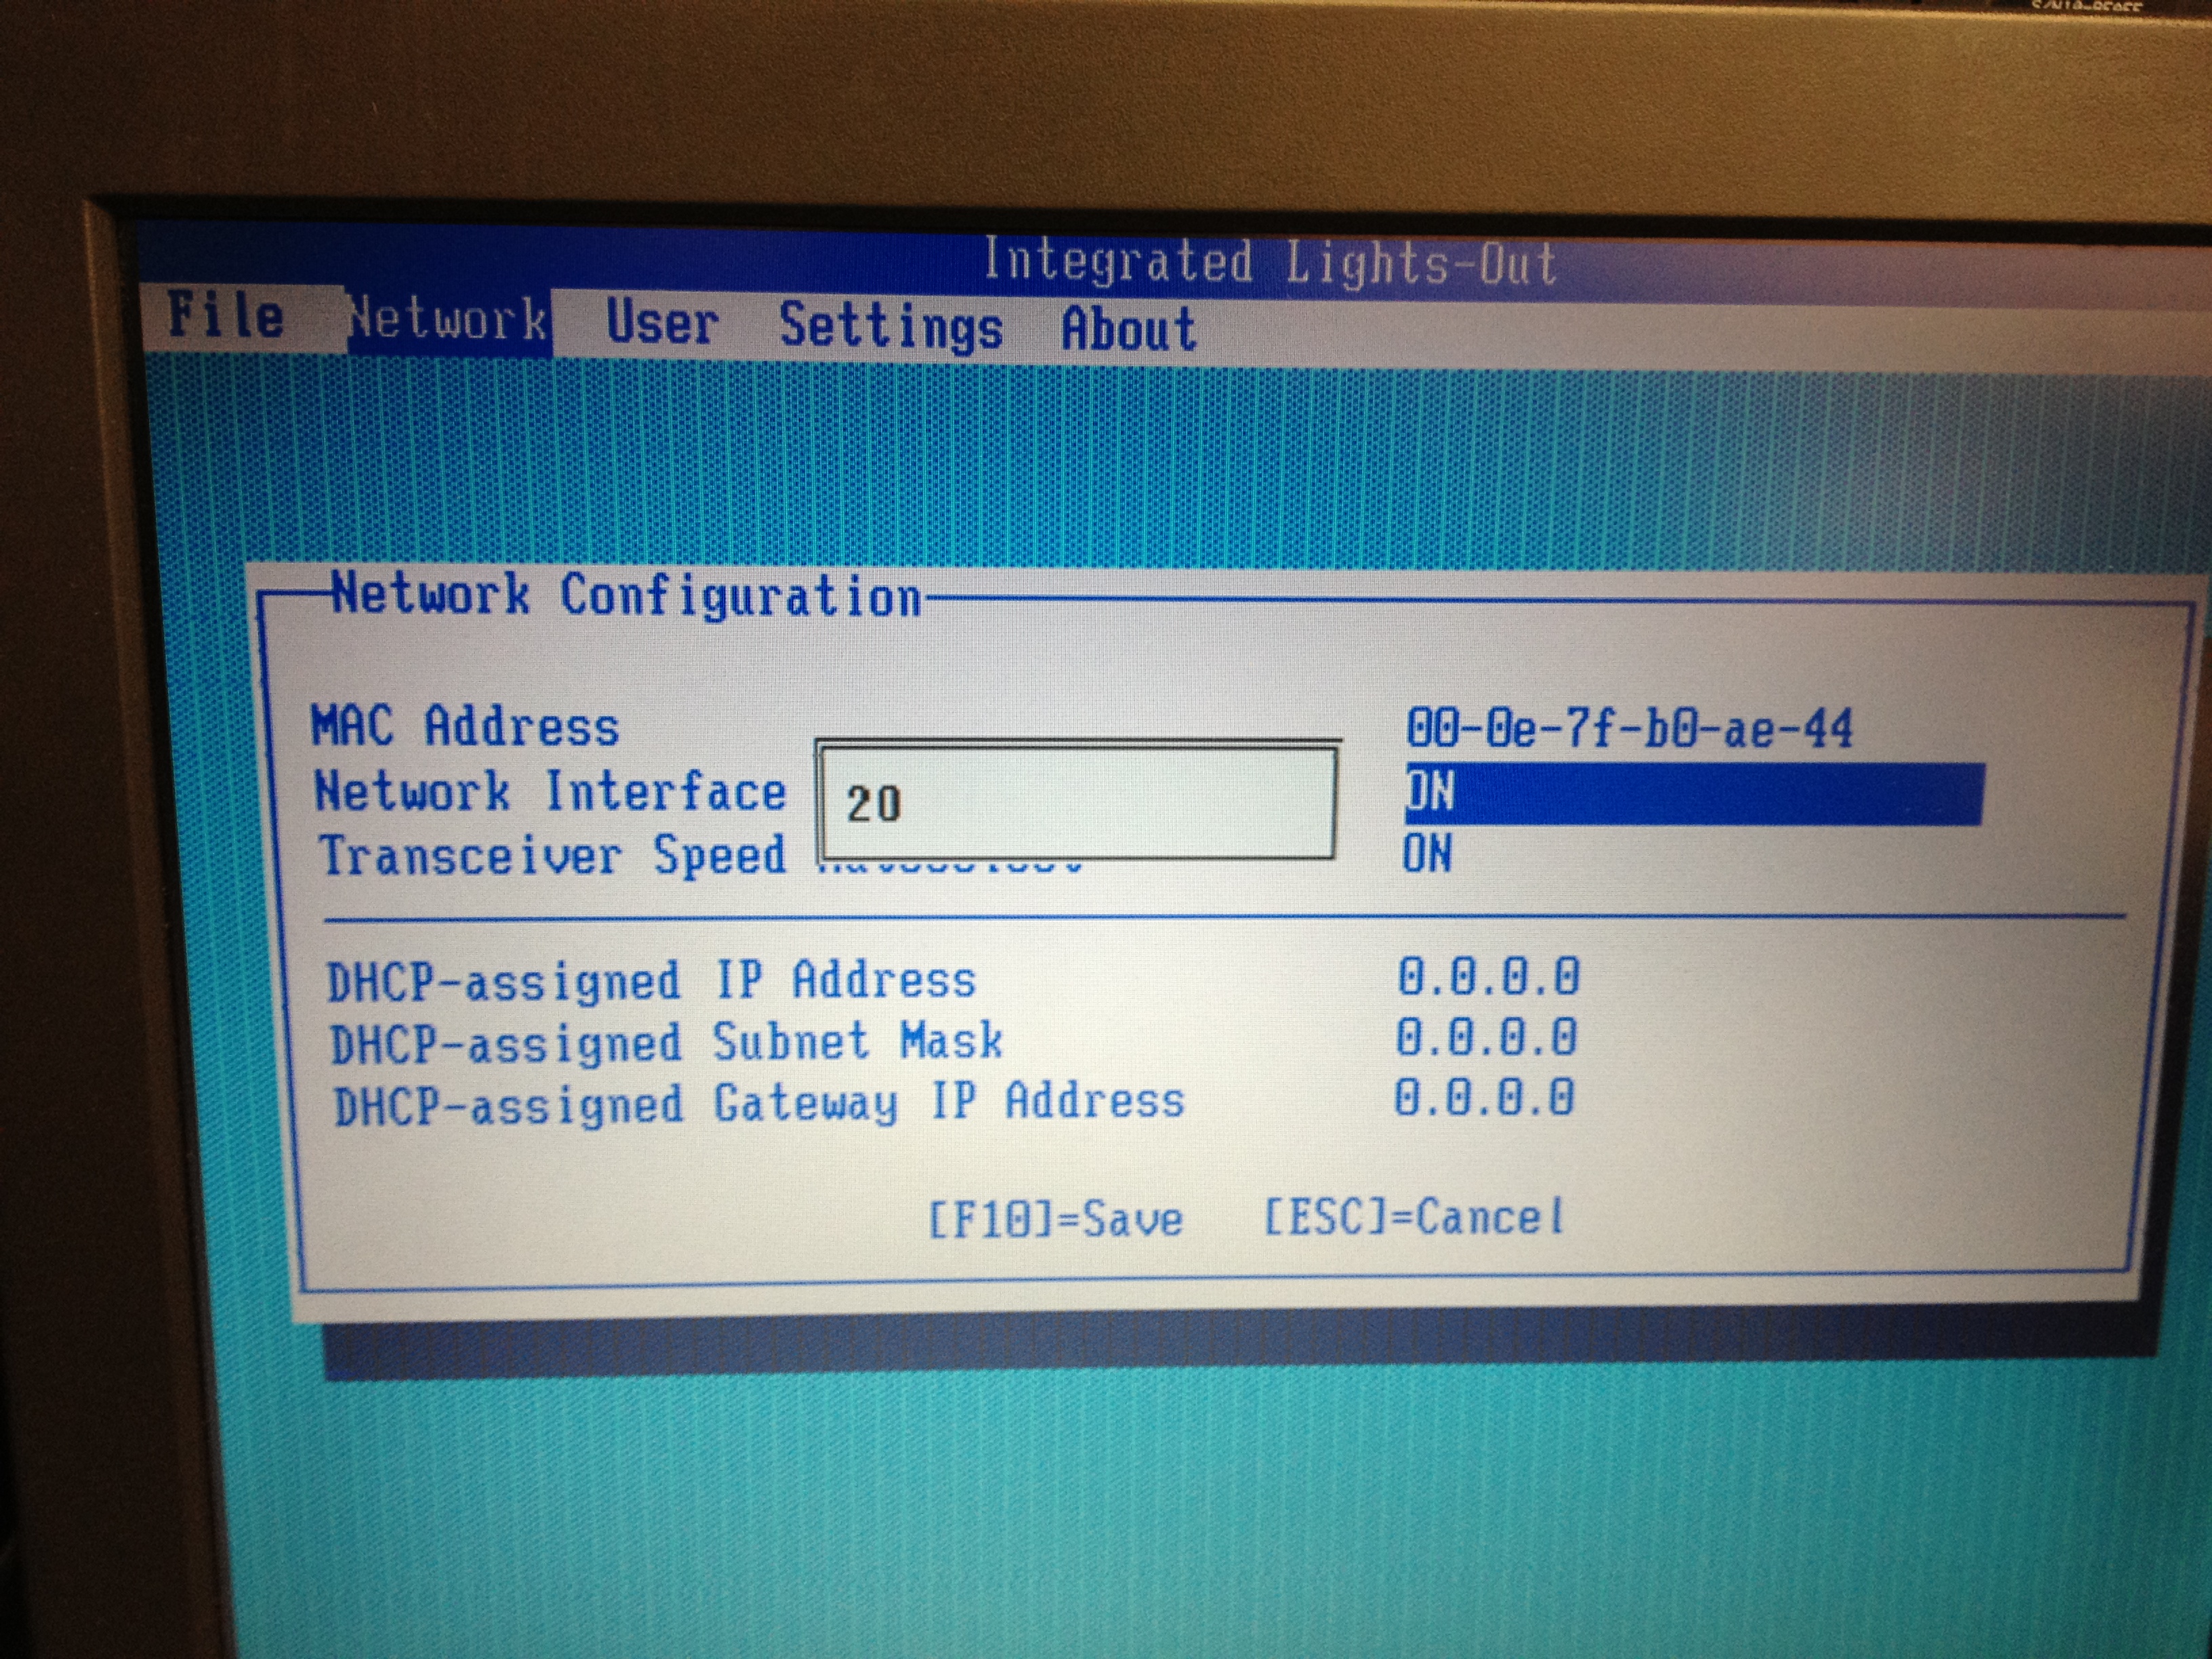 Integrated Lights-Out
File Network User Settings About
Network Configuration
MAC Address 00-0e-7f-b0-ae-44
Network Interface ON
20
Transceiver Speed ON
DHCP-assigned IP Address 0.0.0.0
DHCP-assigned Subnet Mask 0.0.0.0
DHCP-assigned Gateway IP Address 0.0.0.0
[F10]=Save [ESC]=Cancel